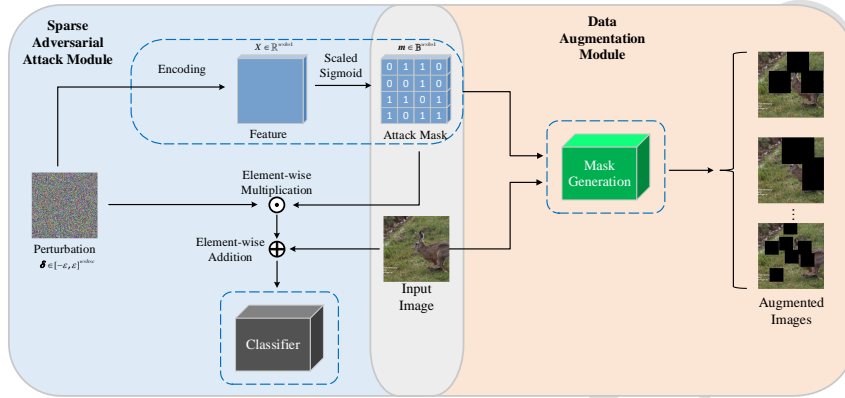 Sparse
Adversarial
Attack Module
Data
Augmentation
Module
Encoding
Scaled
Sigmoid
Feature
0 1 1 0
0 0 1 0
1 1 0 1
1 0 1 1
Attack Mask
Element-wise
Multiplication
Perturbation
Element-wise
Addition
Input
Image
Classifier
Mask
Generation
⋮
Augmented
Images